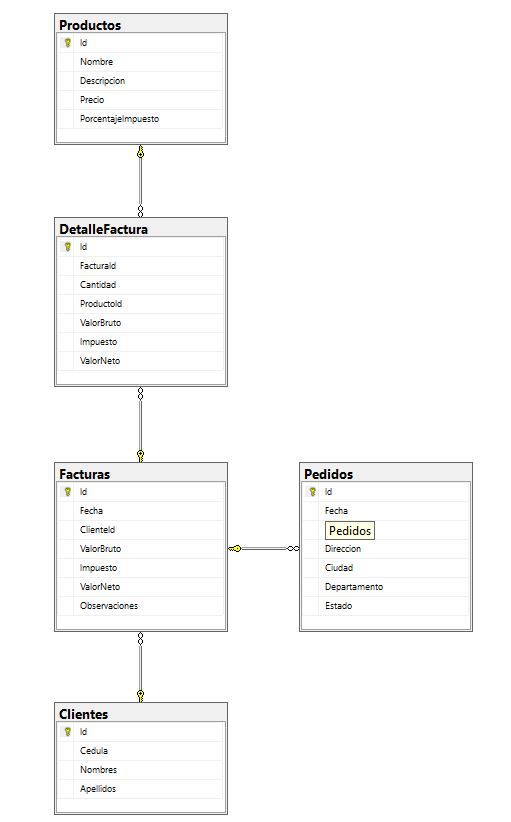 Productos
Id
Nombre
Descripcion
Precio
PorcentajeImpuesto
DetalleFactura
Id
FacturaId
Cantidad
ProductoId
ValorBruto
Impuesto
ValorNeto
Facturas
Id
Fecha
ClienteId
ValorBruto
Impuesto
ValorNeto
Observaciones
Pedidos
Id
Fecha
Pedidos
Direccion
Ciudad
Departamento
Estado
Clientes
Id
Cedula
Nombres
Apellidos